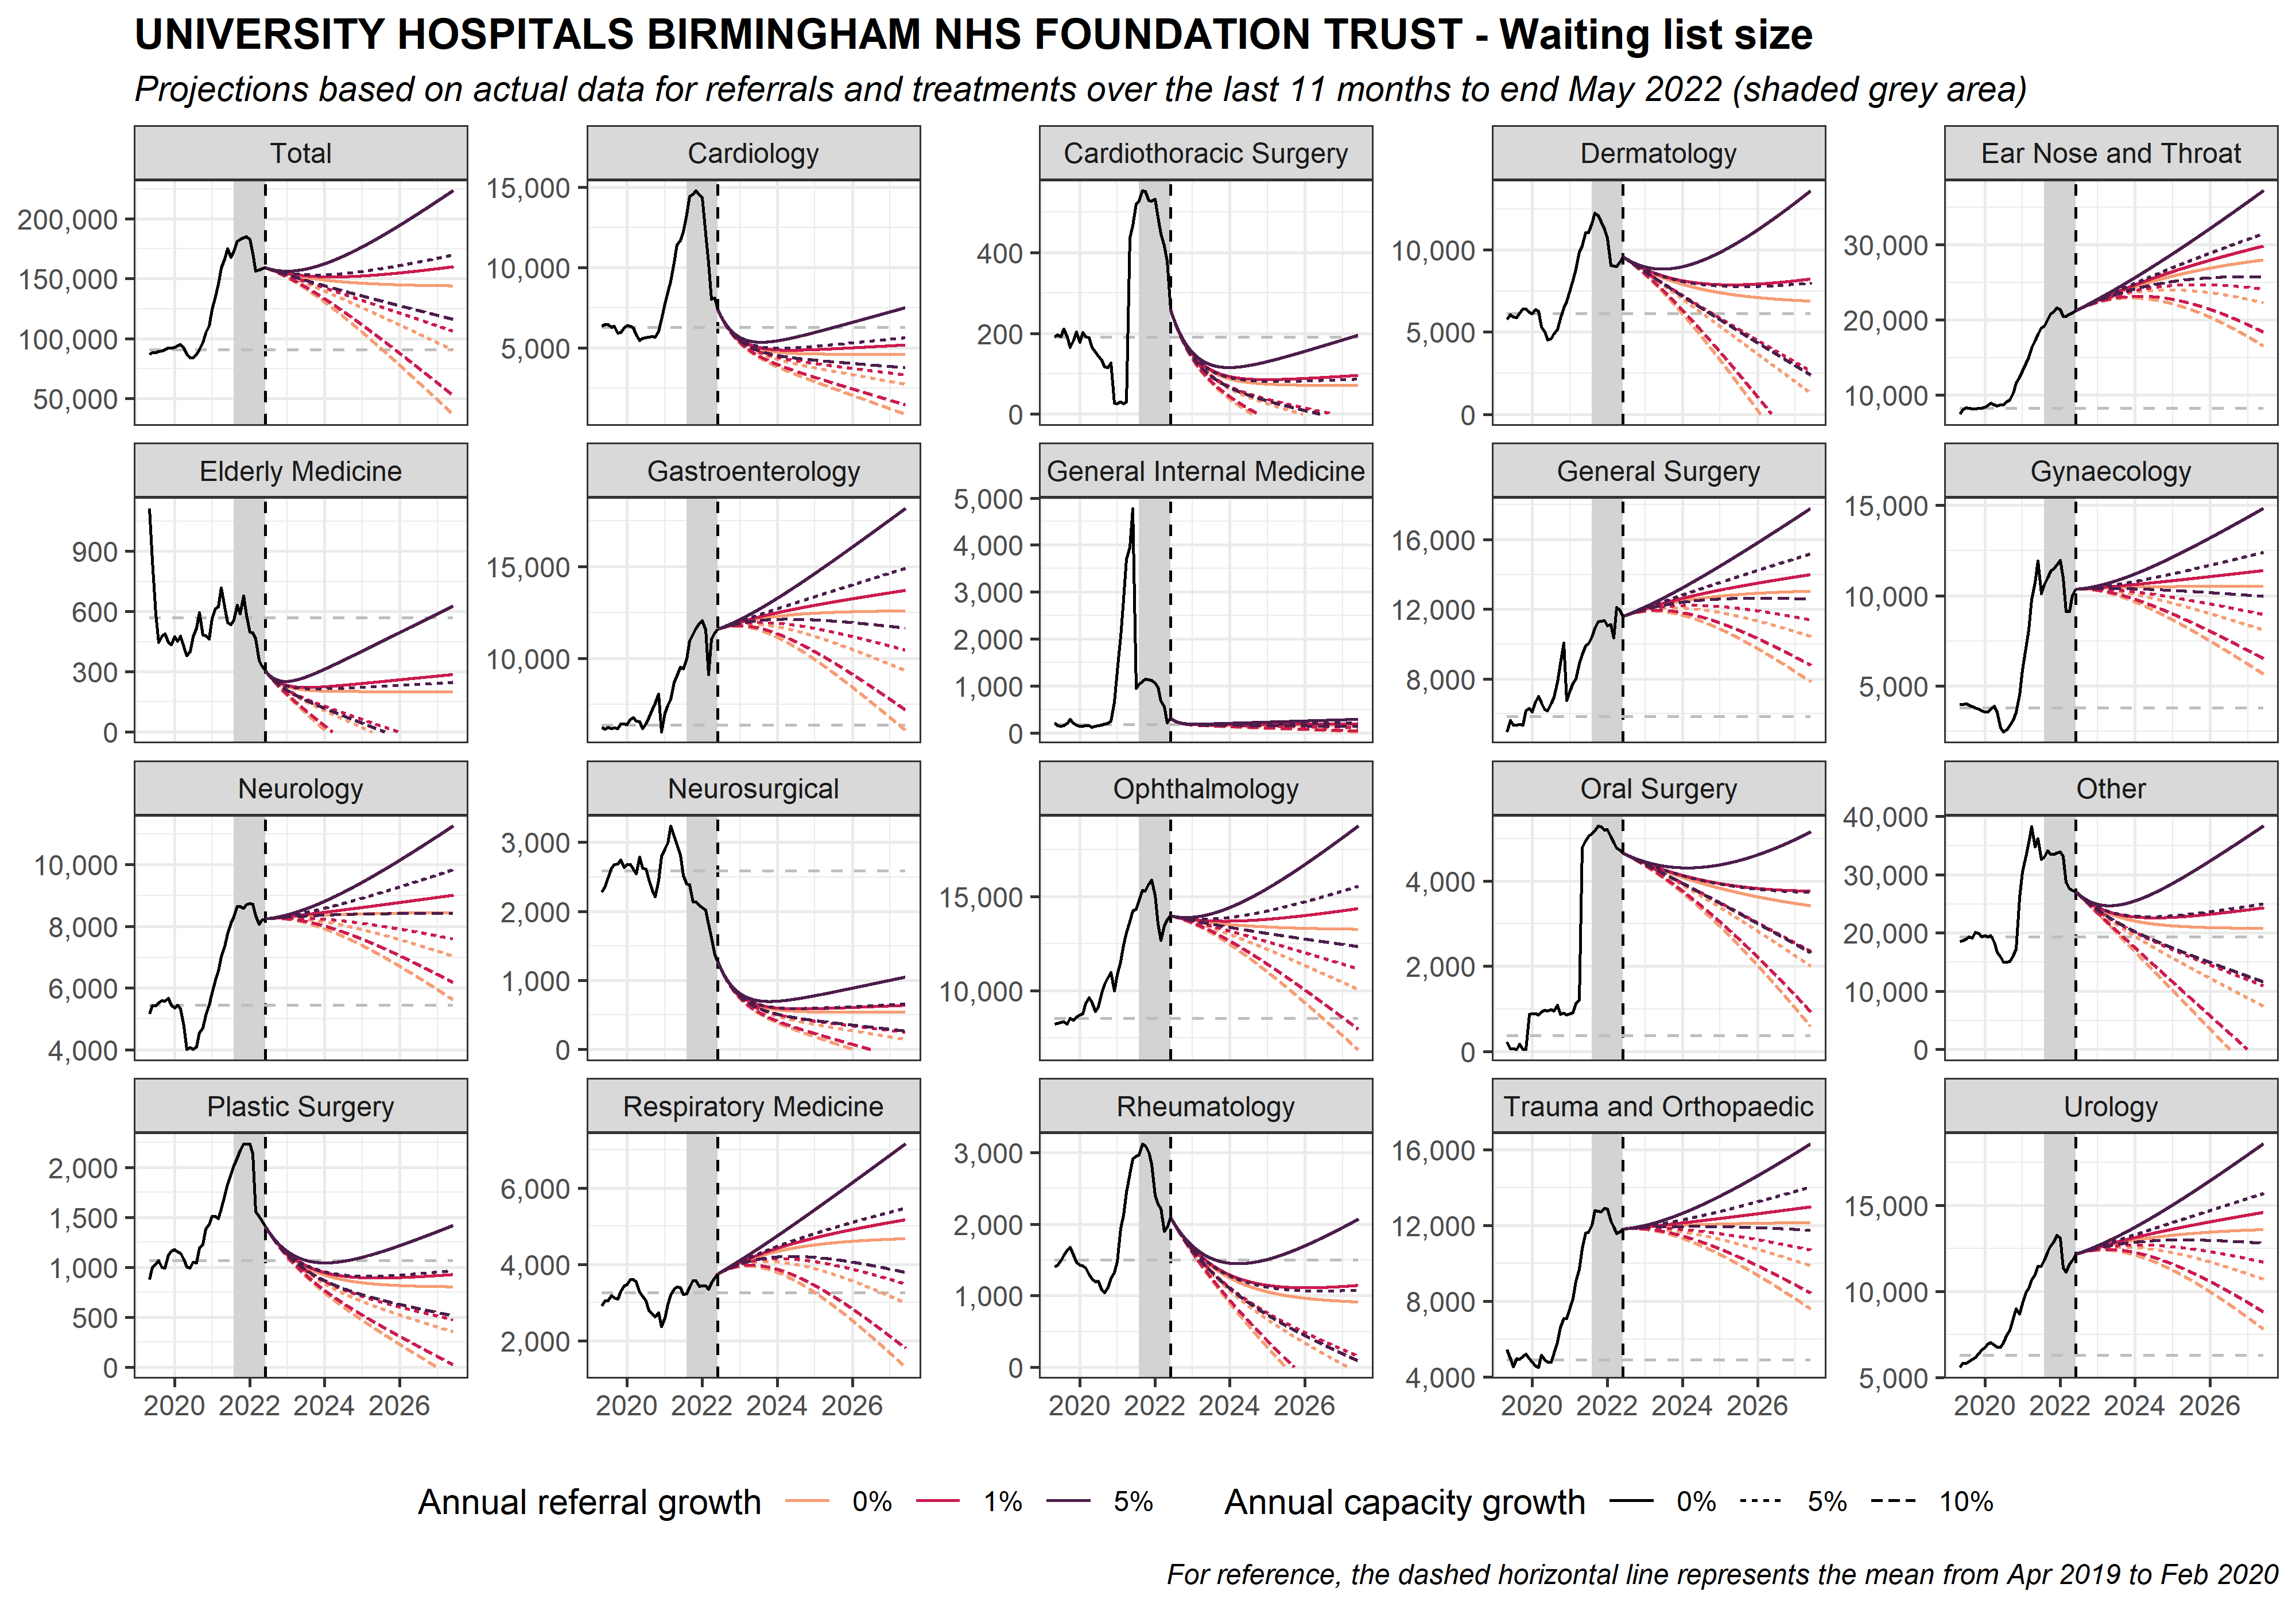 UNIVERSITY HOSPITALS BIRMINGHAM NHS FOUNDATION TRUST - Waiting list size
Projections based on actual data for referrals and treatments over the last 11 months to end May 2022 (shaded grey area)
Total
200,000
150,000
100,000
50,000
Cardiology
15,000
10,000
5,000
Cardiothoracic Surgery
400
200
0
Dermatology
10,000
5,000
0
Ear Nose and Throat
30,000
20,000
10,000
Elderly Medicine
900
600
300
0
Gastroenterology
15,000
10,000
General Internal Medicine
5,000
4,000
3,000
2,000
1,000
0
General Surgery
16,000
12,000
8,000
Gynaecology
15,000
10,000
5,000
Neurology
10,000
8,000
6,000
4,000
Neurosurgical
3,000
2,000
1,000
0
Ophthalmology
15,000
10,000
Oral Surgery
4,000
2,000
0
Other
40,000
30,000
20,000
10,000
0
Plastic Surgery
2,000
1,500
1,000
500
0
2020 2022 2024 2026
Respiratory Medicine
6,000
4,000
2,000
2020 2022 2024 2026
Rheumatology
3,000
2,000
1,000
0
2020 2022 2024 2026
Trauma and Orthopaedic
16,000
12,000
8,000
4,000
2020 2022 2024 2026
Urology
15,000
10,000
5,000
2020 2022 2024 2026
Annual referral growth 0% 1% 5% Annual capacity growth 0% 5% 10%
For reference, the dashed horizontal line represents the mean from Apr 2019 to Feb 2020